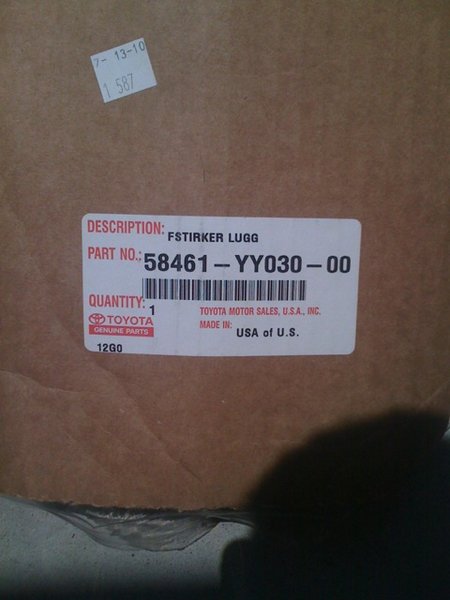 7- 13-10
1 587
DESCRIPTION: FSTIRKER LUGG
PART NO.: 58461-YY030-00
QUANTITY: 1
TOYOTA MOTOR SALES, U.S.A., INC.
TOYOTA
GENUINE PARTS
MADE IN: USA of U.S.
12G0